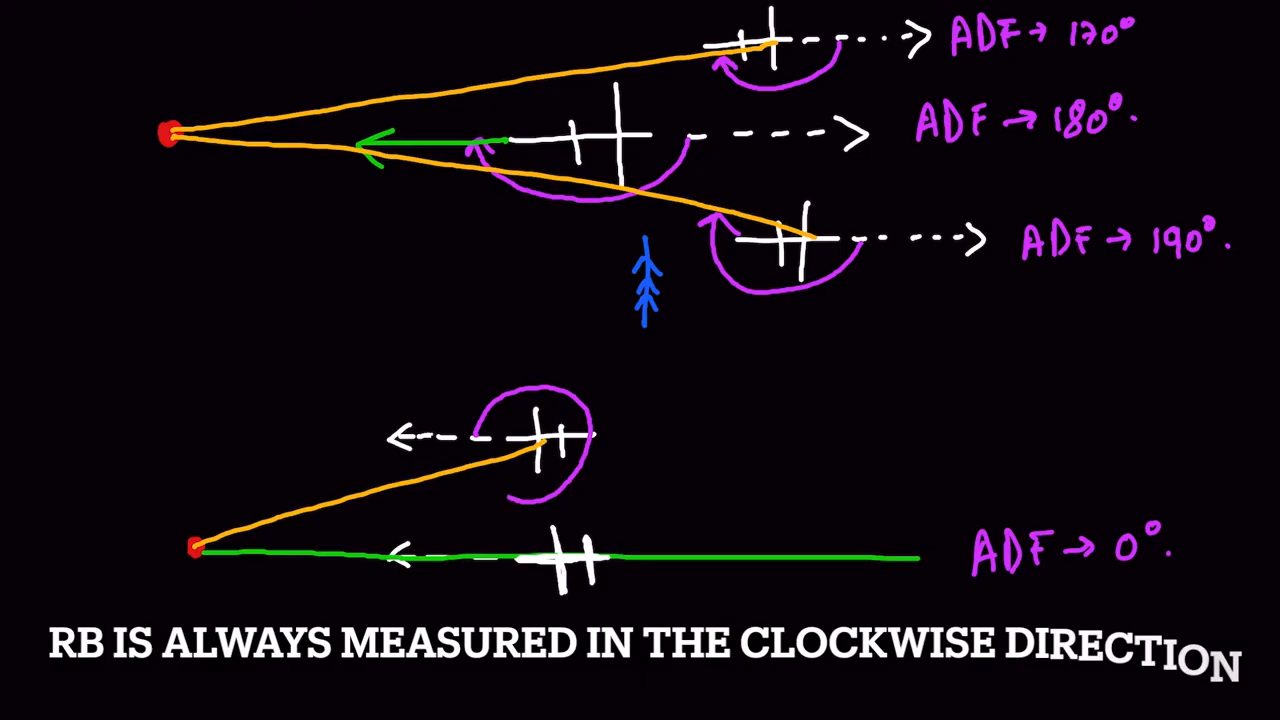 ADF → 170°
ADF → 180°.
ADF → 190°.
ADF → 0°.
RB IS ALWAYS MEASURED IN THE CLOCKWISE DIRECTION